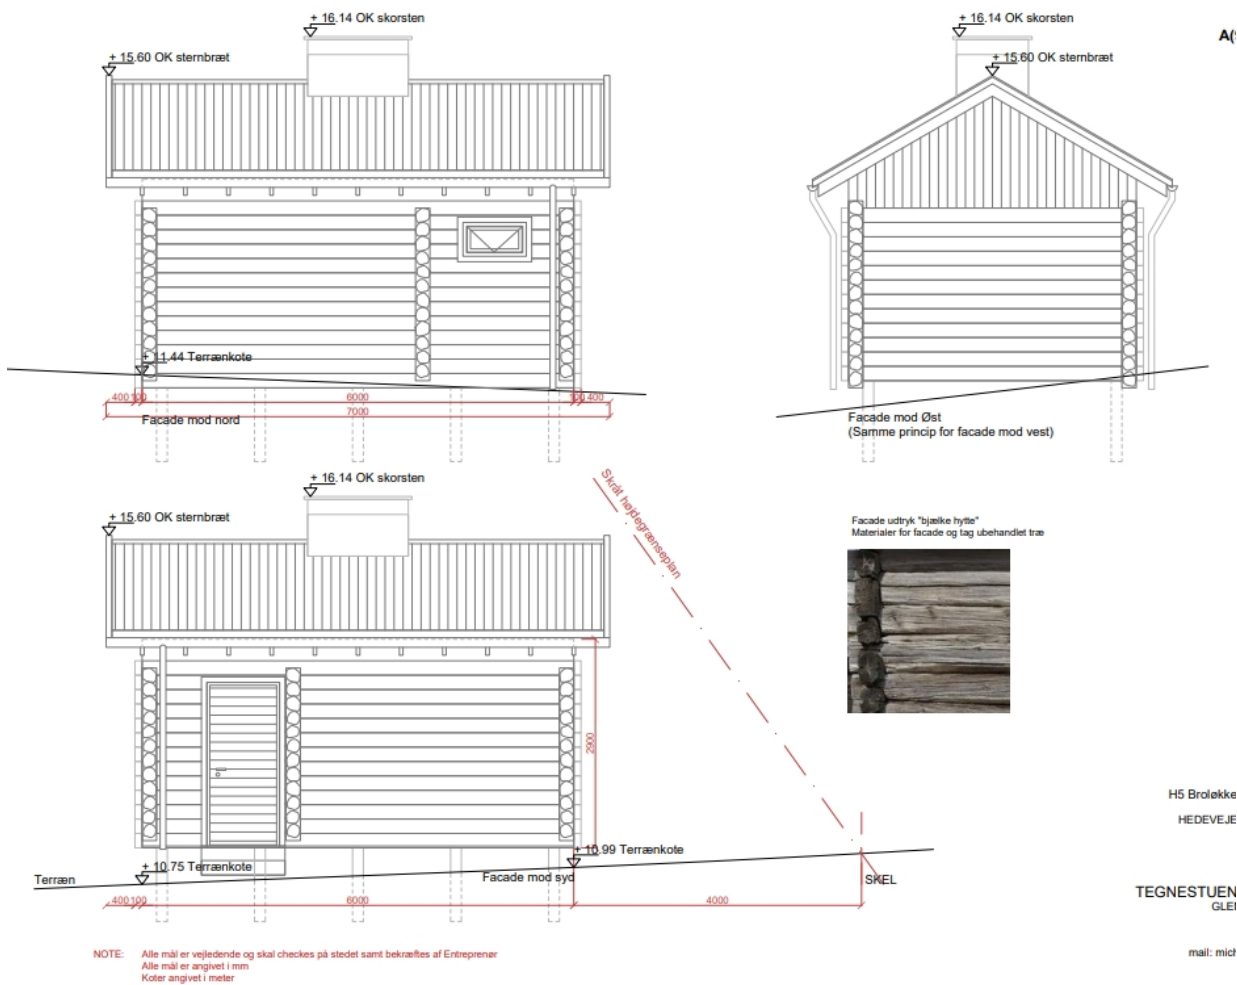 + 16.14 OK skorsten
+ 15.60 OK sternbræt
+ 11.44 Terrænkote
400 100 6000 100 400
7000
Facade mod nord
+ 16.14 OK skorsten
+ 15.60 OK sternbræt
A(
Facade mod Øst
(Samme princip for facade mod vest)
+ 16.14 OK skorsten
+ 15.60 OK sternbræt
Skråt højdegrænseplan
2900
+ 10.99 Terrænkote
+ 10.75 Terrænkote
Terræn
Facade mod syd
SKEL
400 100 6000 4000
Facade udtryk "bjælke hytte"
Materialer for facade og tag ubehandlet træ
H5 Broløkke
HEDEVEJE
TEGNESTUEN
GLE
mail: mich
NOTE: Alle mål er vejledende og skal checkes på stedet samt bekræftes af Entreprenør
Alle mål er angivet i mm
Koter angivet i meter